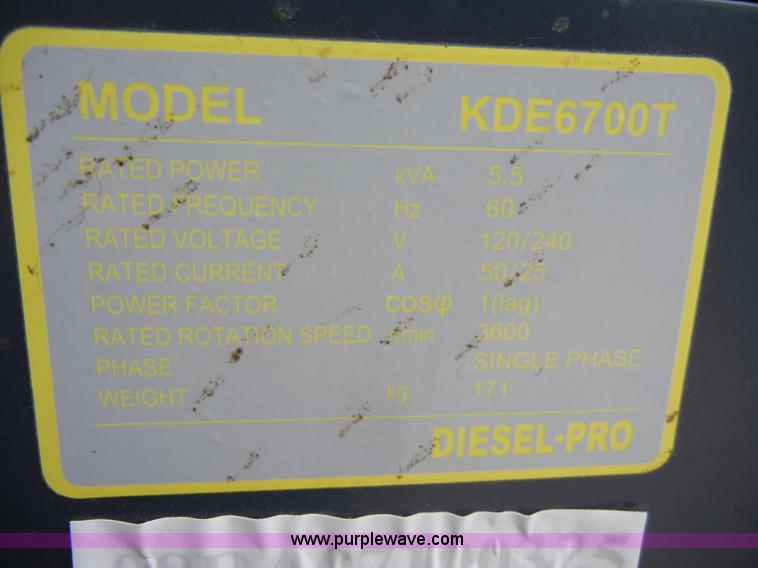 MODEL KDE6700T
RATED POWER kVA 5.5
RATED FREQUENCY Hz 60
RATED VOLTAGE V 120/240
RATED CURRENT A 50/25
POWER FACTOR cosφ 1(lag)
RATED ROTATION SPEED r/min 3600
PHASE SINGLE PHASE
WEIGHT kg 171
DIESEL-PRO
www.purplewave.com